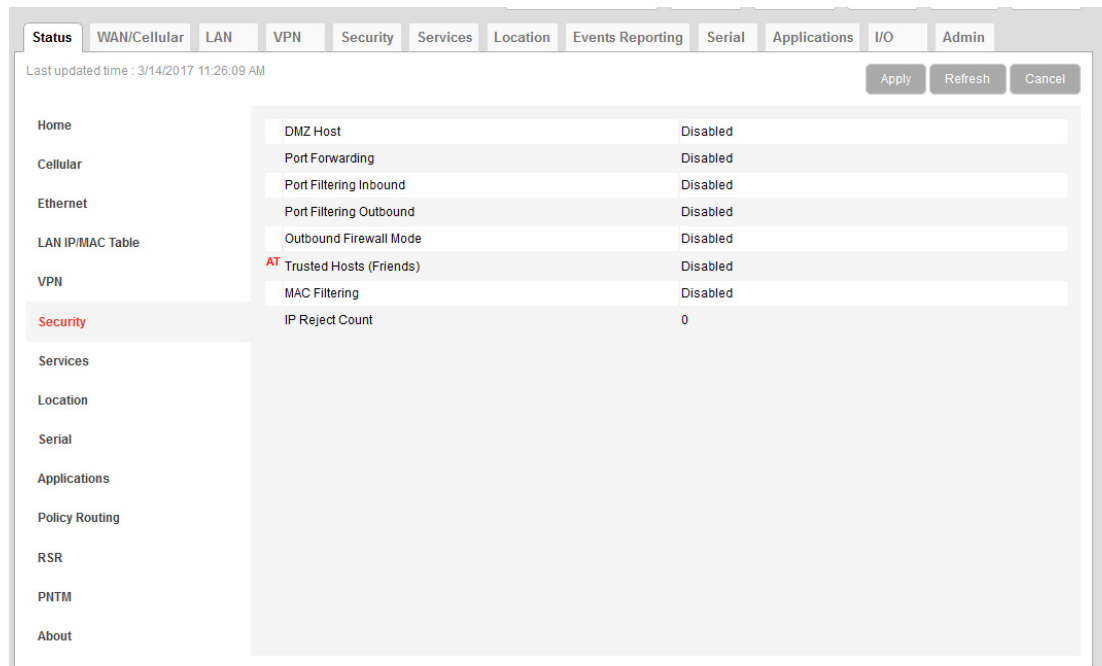 Status WAN/Cellular LAN VPN Security Services Location Events Reporting Serial Applications I/O Admin
Last updated time : 3/14/2017 11:26:09 AM
Apply Refresh Cancel
Home
Cellular
Ethernet
LAN IP/MAC Table
VPN
Security
Services
Location
Serial
Applications
Policy Routing
RSR
PNTM
About
DMZ Host Disabled
Port Forwarding Disabled
Port Filtering Inbound Disabled
Port Filtering Outbound Disabled
Outbound Firewall Mode Disabled
AT Trusted Hosts (Friends) Disabled
MAC Filtering Disabled
IP Reject Count 0